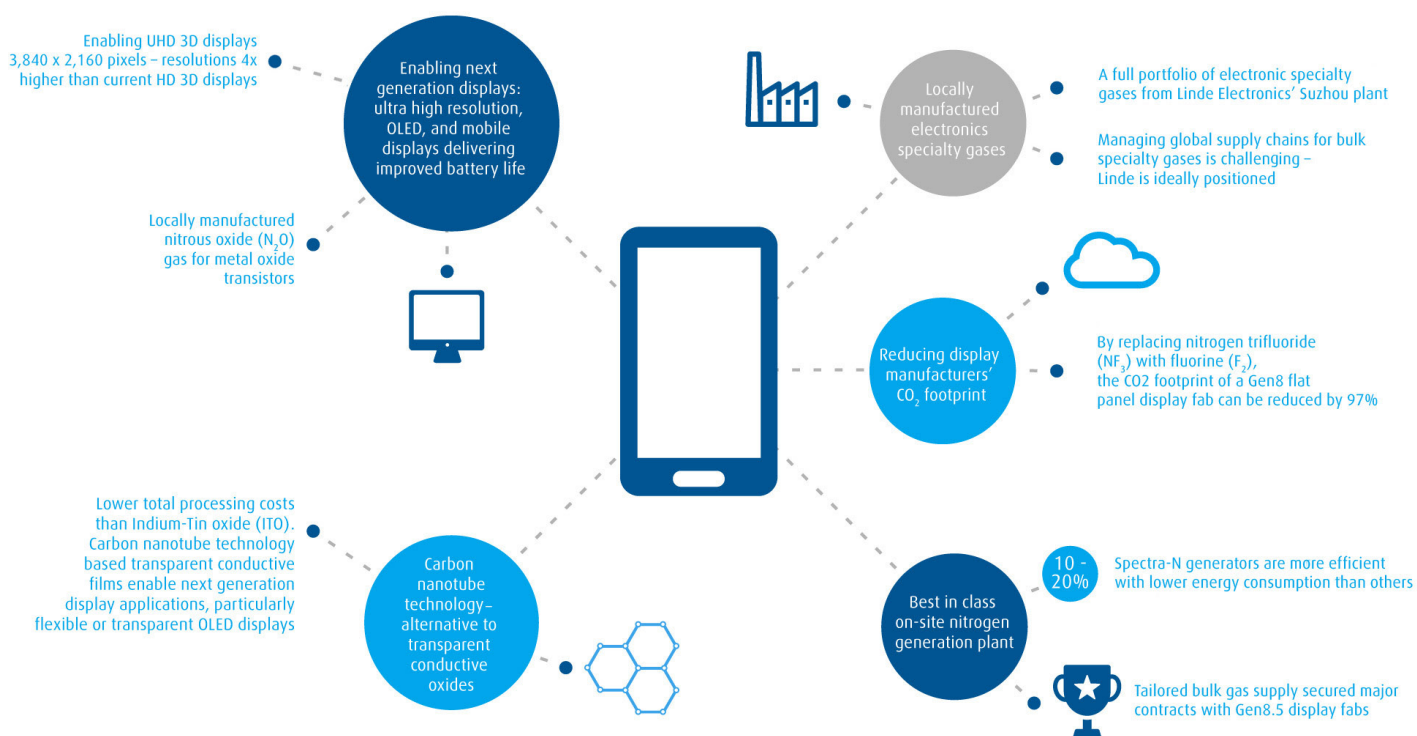 Enabling UHD 3D displays
3,840 x 2,160 pixels – resolutions 4x
higher than current HD 3D displays
Enabling next
generation displays:
ultra high resolution,
OLED, and mobile
displays delivering
improved battery life
Locally manufactured
nitrous oxide (N₂O)
gas for metal oxide
transistors
Locally
manufactured
electronics
specialty gases
A full portfolio of electronic specialty
gases from Linde Electronics' Suzhou plant
Managing global supply chains for bulk
specialty gases is challenging –
Linde is ideally positioned
Reducing display
manufacturers'
CO₂ footprint
By replacing nitrogen trifluoride
(NF₃) with fluorine (F₂),
the CO2 footprint of a Gen8 flat
panel display fab can be reduced by 97%
Lower total processing costs
than Indium-Tin oxide (ITO).
Carbon nanotube technology
based transparent conductive
films enable next generation
display applications, particularly
flexible or transparent OLED displays
Carbon
nanotube
technology–
alternative to
transparent
conductive
oxides
Best in class
on-site nitrogen
generation plant
10 -
20%
Spectra-N generators are more efficient
with lower energy consumption than others
Tailored bulk gas supply secured major
contracts with Gen8.5 display fabs